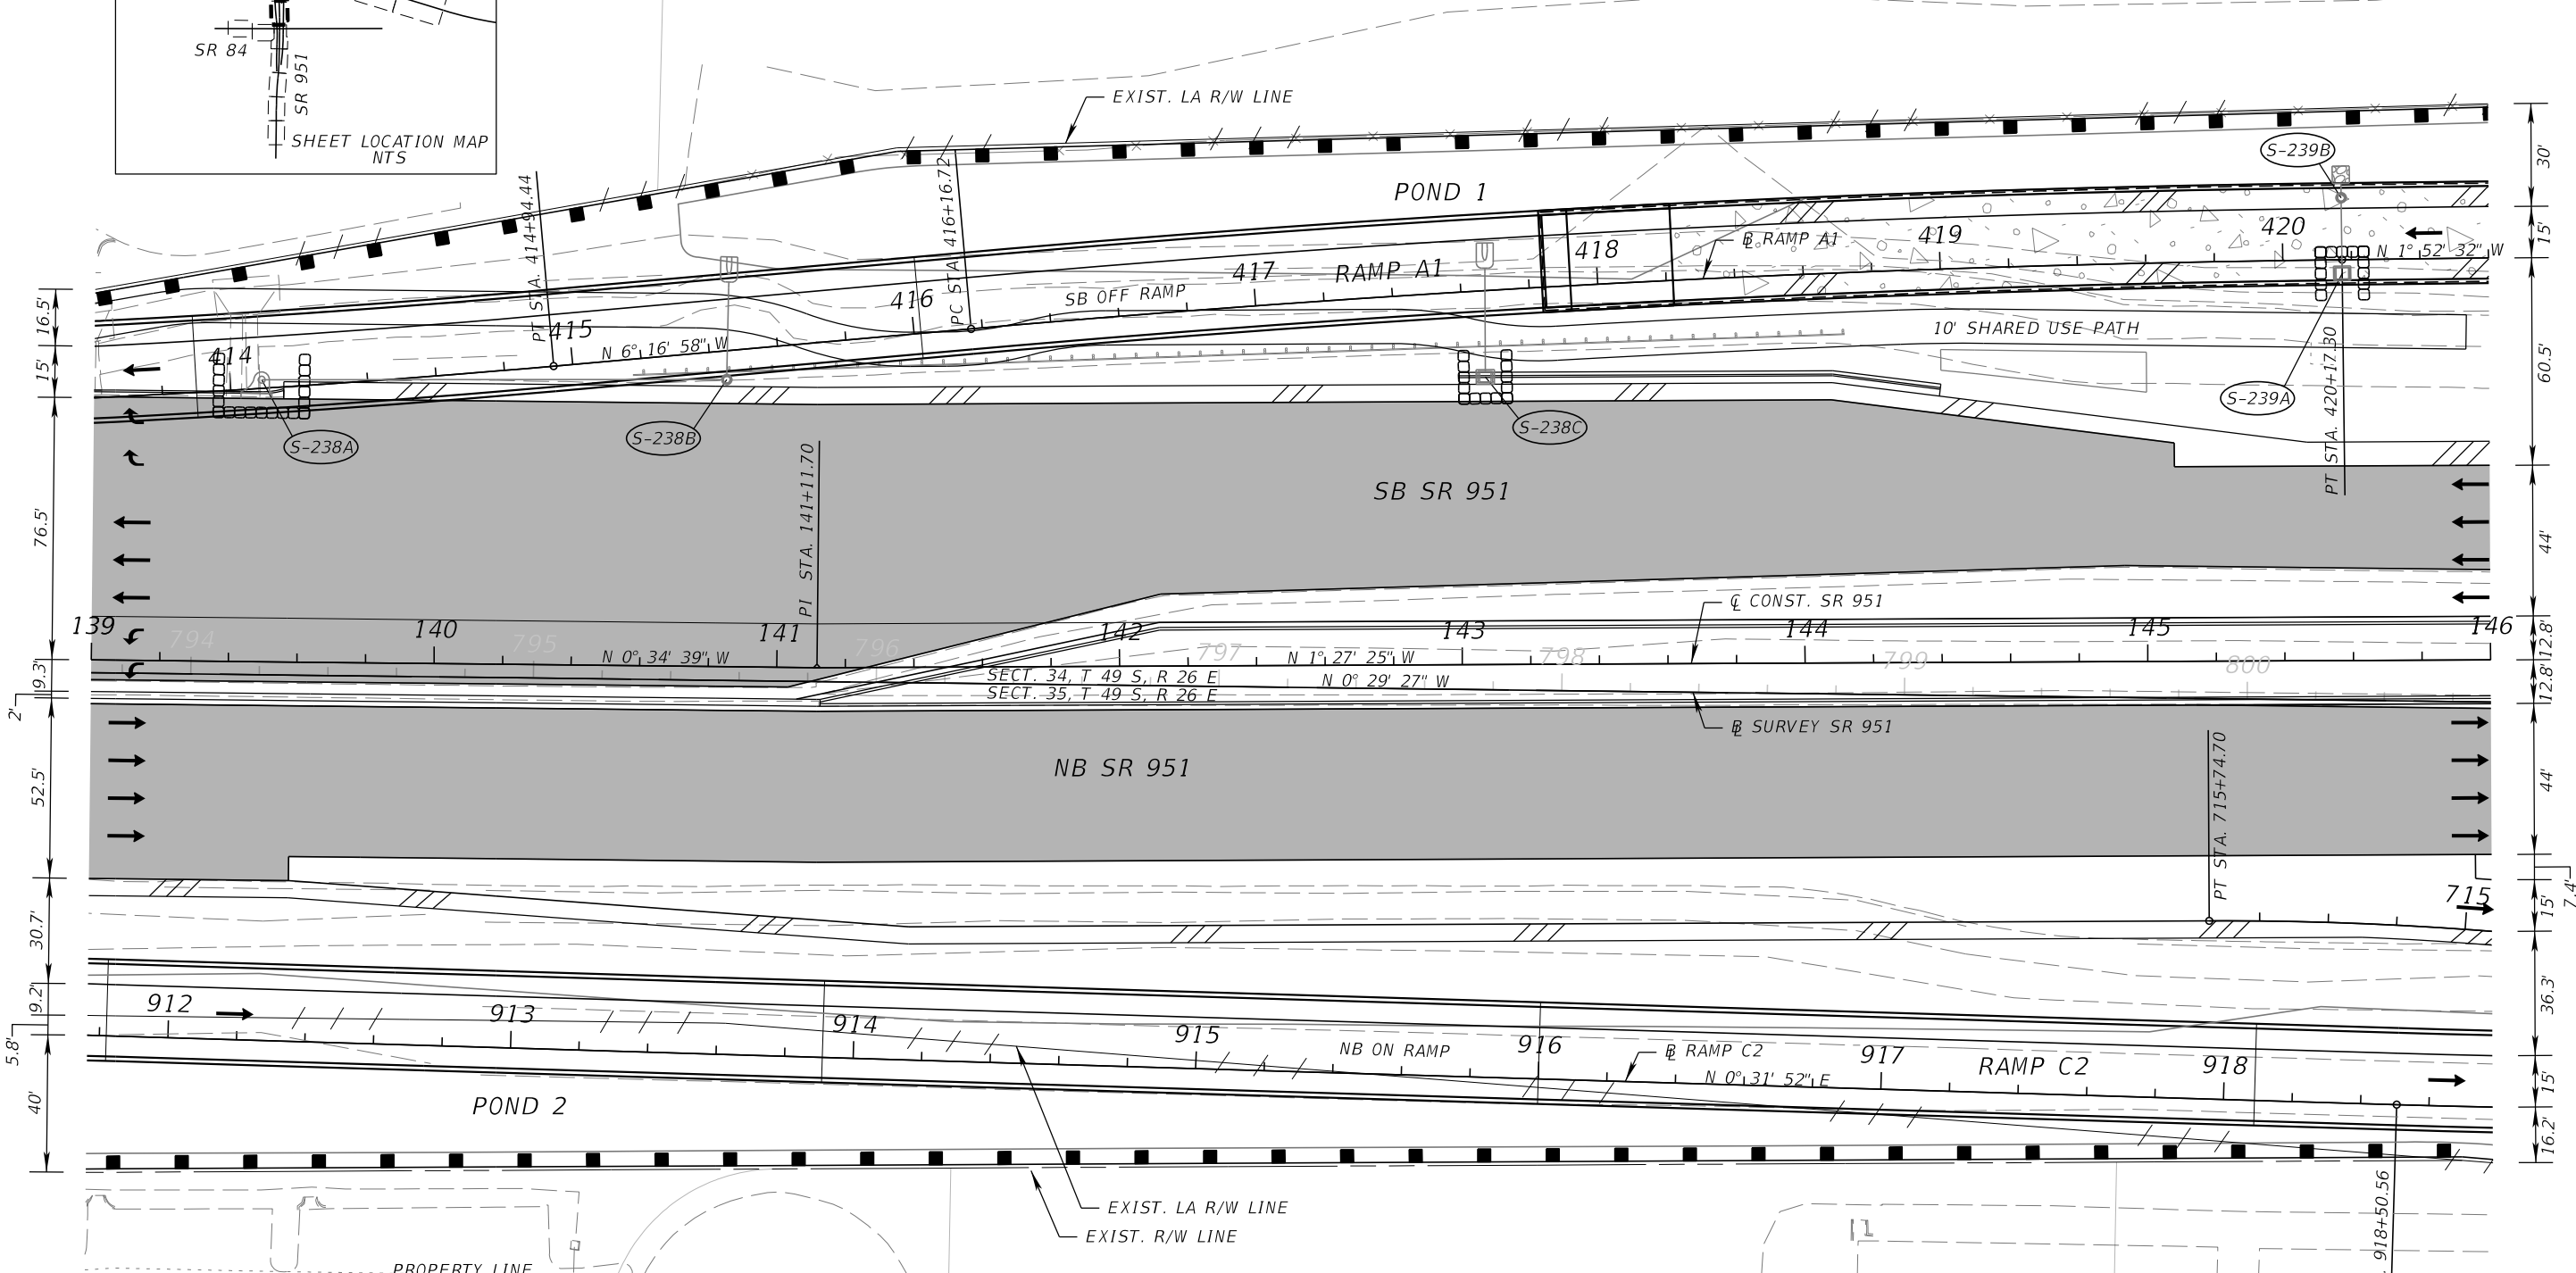 SR 84
SR 951
SHEET LOCATION MAP
NTS
EXIST. LA R/W LINE
S-239B
30'
POND 1
PT STA. 414+94.44
PC STA. 416+16.72
418
℄ RAMP A1
419
420
15'
N 1° 52' 32" W
417
RAMP A1
SB OFF RAMP
416
16.5'
415
N 6° 16' 58" W
414
15'
10' SHARED USE PATH
PT STA. 420+17.30
60.5'
S-239A
S-238A
S-238B
S-238C
PI STA. 141+11.70
SB SR 951
76.5'
44'
℄ CONST. SR 951
139
794
140
795
141
796
142
797
143
798
144
799
145
800
146
12.8'
N 0° 34' 39" W
N 1° 27' 25" W
9.3'
SECT. 34, T 49 S, R 26 E
N 0° 29' 27" W
12.8'
SECT. 35, T 49 S, R 26 E
2'
B̲L SURVEY SR 951
NB SR 951
PT STA. 715+74.70
52.5'
44'
715
7.4'
15'
30.7'
9.2'
36.3'
912
913
914
915
NB ON RAMP
916
B̲L RAMP C2
917
RAMP C2
918
N 0° 31' 52" E
5.8'
15'
40'
POND 2
16.2'
918+50.56
EXIST. LA R/W LINE
EXIST. R/W LINE
PROPERTY LINE